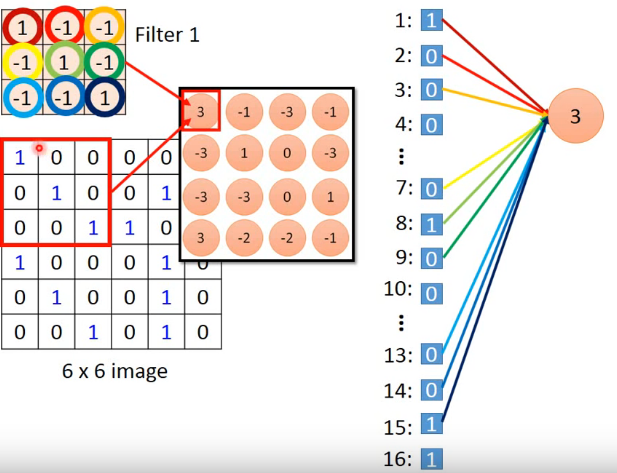 1 -1 -1
-1 1 -1
-1 -1 1
Filter 1
3 -1 -3 -1
-3 1 0 -3
-3 -3 0 1
3 -2 -2 -1
1 0 0 0 0
0 1 0 0 1
0 0 1 1 0
1 0 0 0 1 0
0 1 0 0 1 0
0 0 1 0 1 0
6 x 6 image
1: 1
2: 0
3: 0
4: 0
⋮
7: 0
8: 1
9: 0
10: 0
⋮
13: 0
14: 0
15: 1
16: 1
3